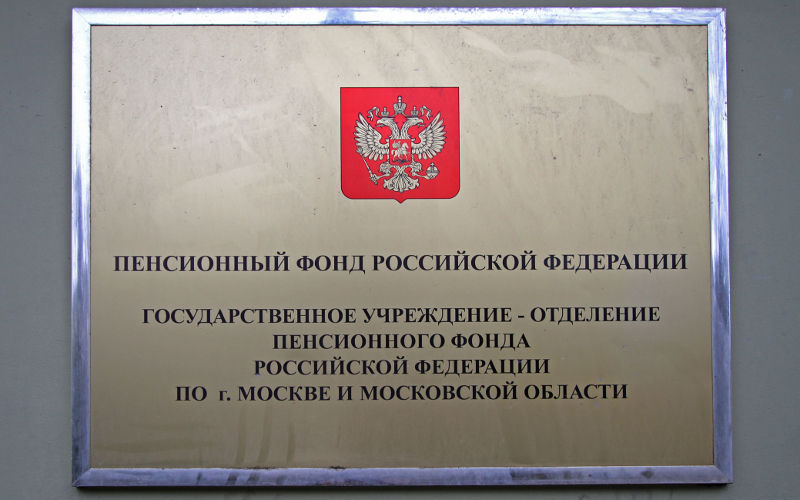 ПЕНСИОННЫЙ ФОНД РОССИЙСКОЙ ФЕДЕРАЦИИ
ГОСУДАРСТВЕННОЕ УЧРЕЖДЕНИЕ - ОТДЕЛЕНИЕ
ПЕНСИОННОГО ФОНДА
РОССИЙСКОЙ ФЕДЕРАЦИИ
ПО г. МОСКВЕ И МОСКОВСКОЙ ОБЛАСТИ